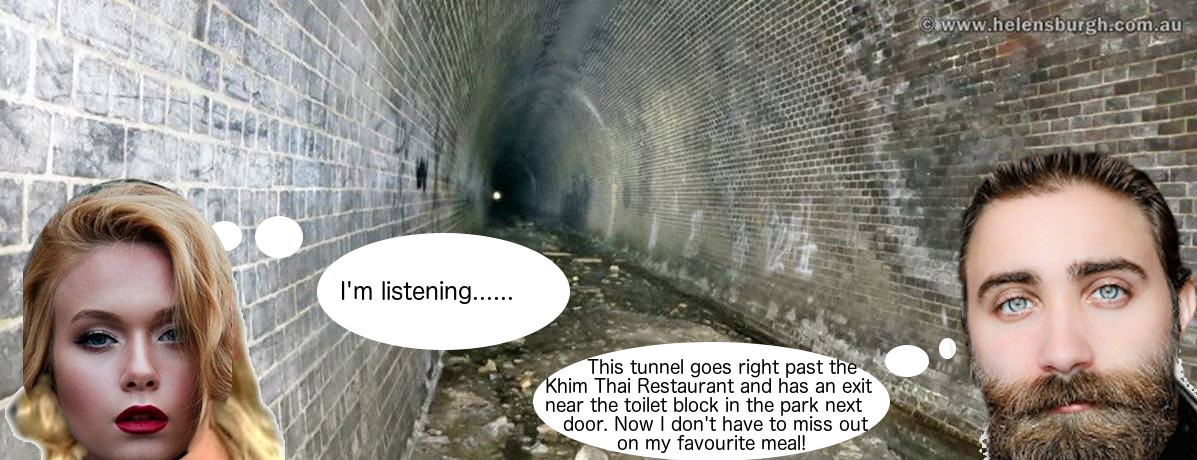 © www.helensburgh.com.au
I'm listening......
This tunnel goes right past the
Khim Thai Restaurant and has an exit
near the toilet block in the park next
door. Now I don't have to miss out
on my favourite meal!